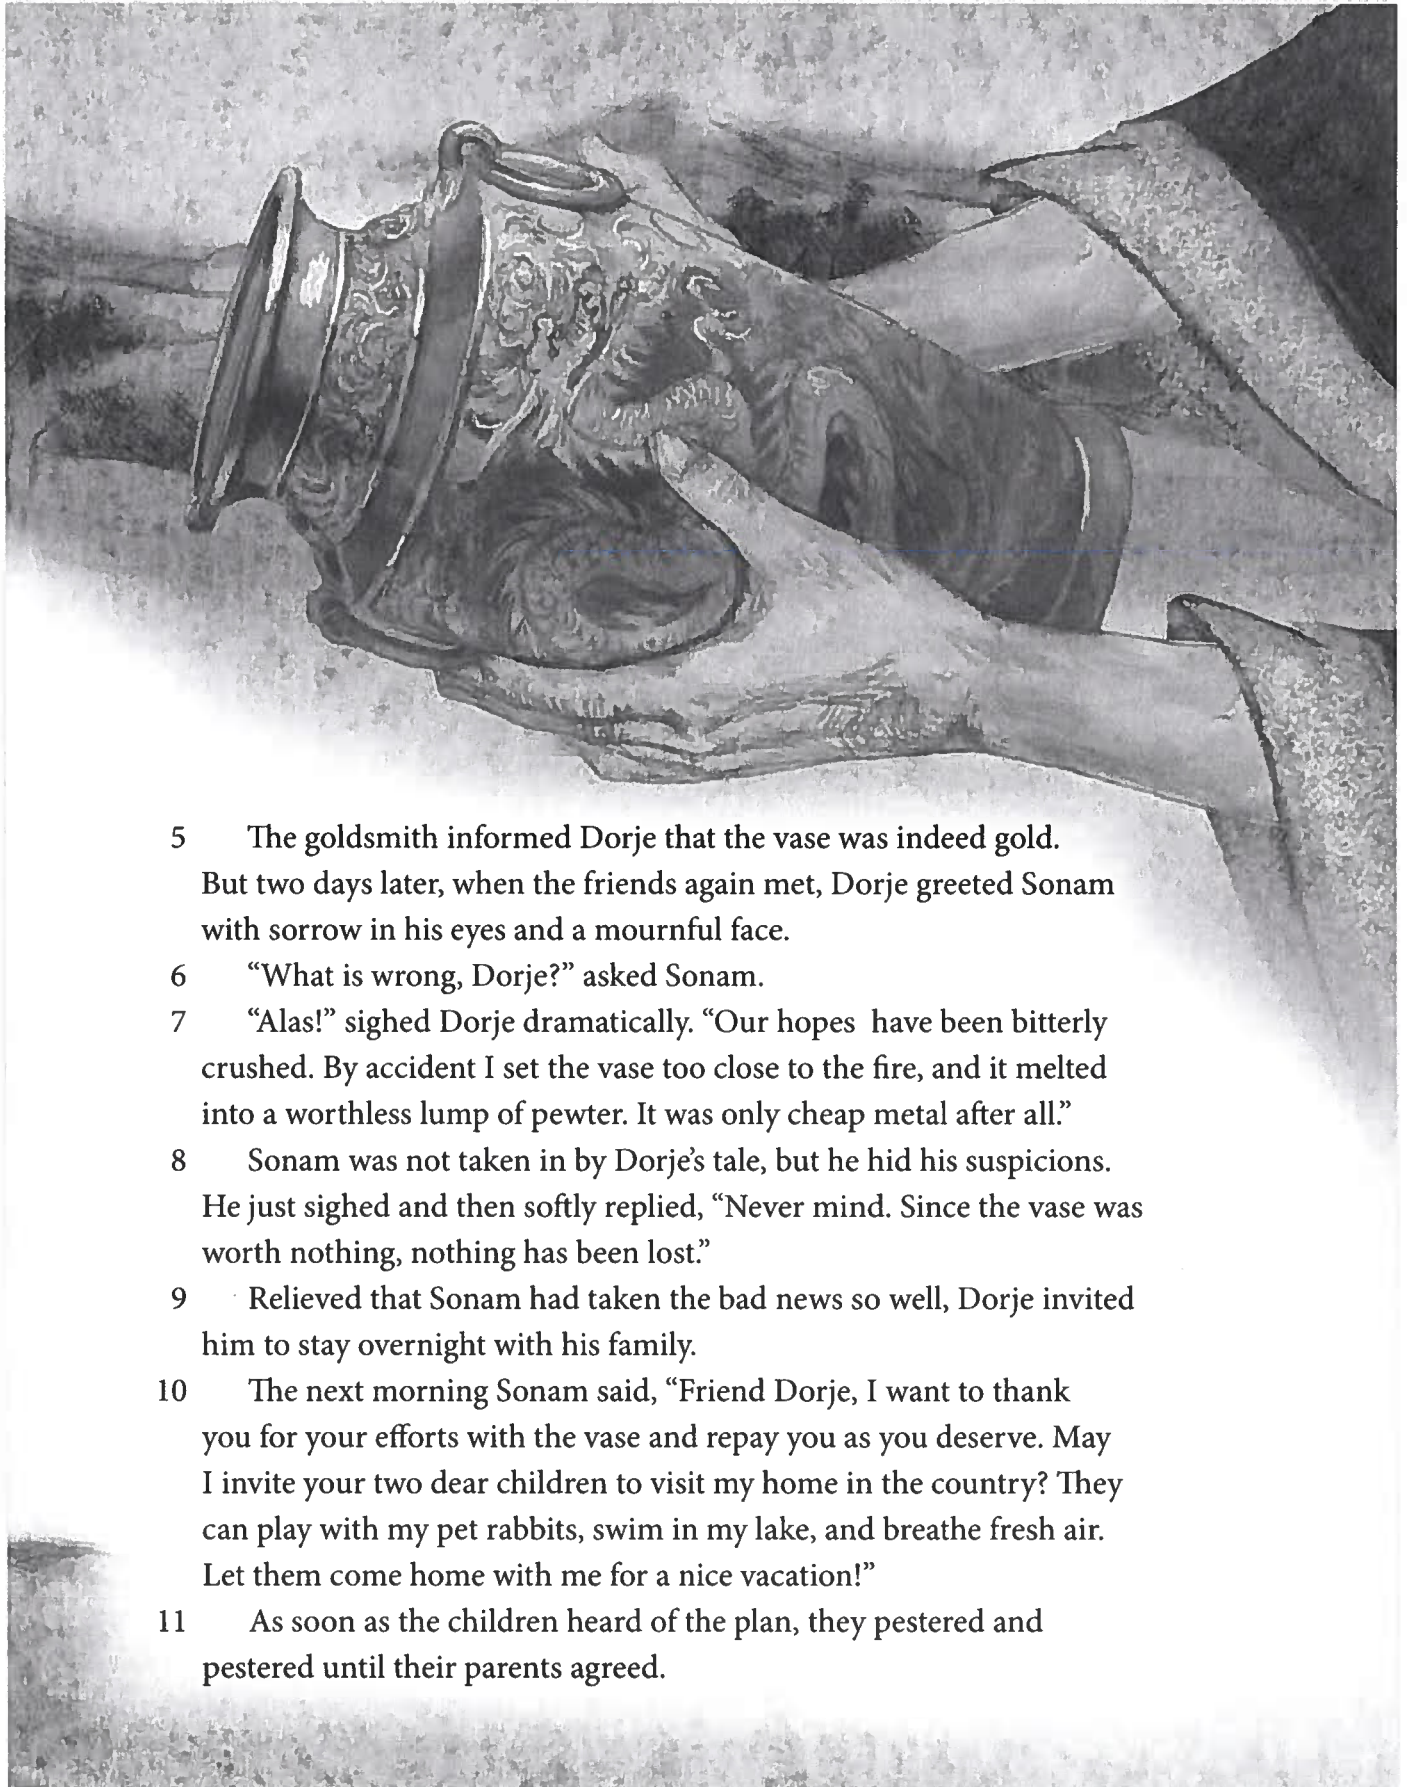 5 The goldsmith informed Dorje that the vase was indeed gold.
But two days later, when the friends again met, Dorje greeted Sonam
with sorrow in his eyes and a mournful face.
6 “What is wrong, Dorje?” asked Sonam.
7 “Alas!” sighed Dorje dramatically. “Our hopes have been bitterly
crushed. By accident I set the vase too close to the fire, and it melted
into a worthless lump of pewter. It was only cheap metal after all.”
8 Sonam was not taken in by Dorje’s tale, but he hid his suspicions.
He just sighed and then softly replied, “Never mind. Since the vase was
worth nothing, nothing has been lost.”
9 Relieved that Sonam had taken the bad news so well, Dorje invited
him to stay overnight with his family.
10 The next morning Sonam said, “Friend Dorje, I want to thank
you for your efforts with the vase and repay you as you deserve. May
I invite your two dear children to visit my home in the country? They
can play with my pet rabbits, swim in my lake, and breathe fresh air.
Let them come home with me for a nice vacation!”
11 As soon as the children heard of the plan, they pestered and
pestered until their parents agreed.